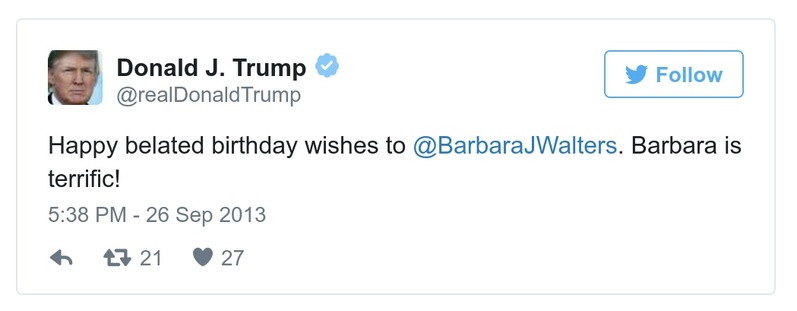 Donald J. Trump
@realDonaldTrump
Follow
Happy belated birthday wishes to @BarbaraJWalters. Barbara is
terrific!
5:38 PM - 26 Sep 2013
21 27